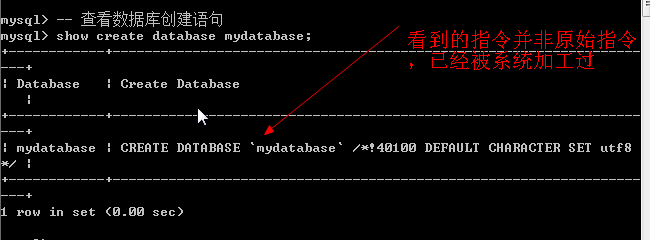 mysql> -- 查看数据库创建语句
mysql> show create database mydatabase;
看到的指令并非原始指令
，已经被系统加工过
+------------+----------------------------------------------------------------
---+
| Database   | Create Database
   |
+------------+----------------------------------------------------------------
---+
| mydatabase | CREATE DATABASE `mydatabase` /*!40100 DEFAULT CHARACTER SET utf8
*/ |
+------------+----------------------------------------------------------------
---+
1 row in set (0.00 sec)